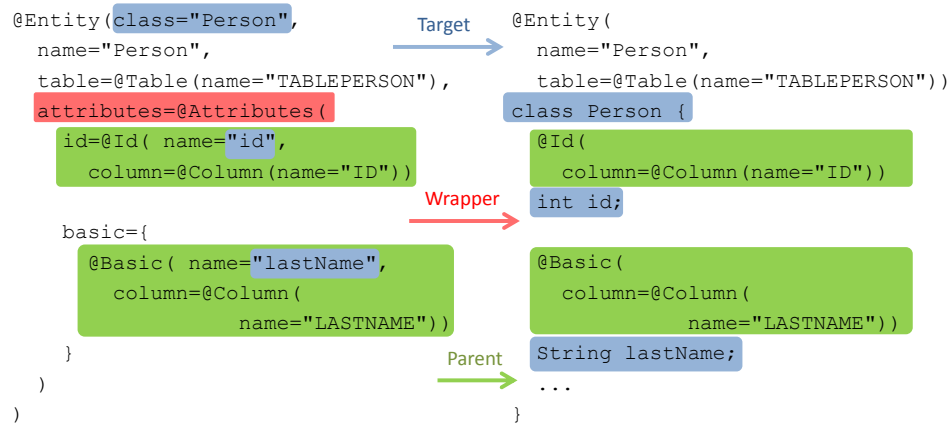 @Entity(class="Person",
name="Person",
table=@Table(name="TABLEPERSON"),
attributes=@Attributes(
id=@Id( name="id",
column=@Column(name="ID"))
basic={
@Basic( name="lastName",
column=@Column(
name="LASTNAME"))
}
)
)
Target
Wrapper
Parent
@Entity(
name="Person",
table=@Table(name="TABLEPERSON"))
class Person {
@Id(
column=@Column(name="ID"))
int id;
@Basic(
column=@Column(
name="LASTNAME"))
String lastName;
...
}